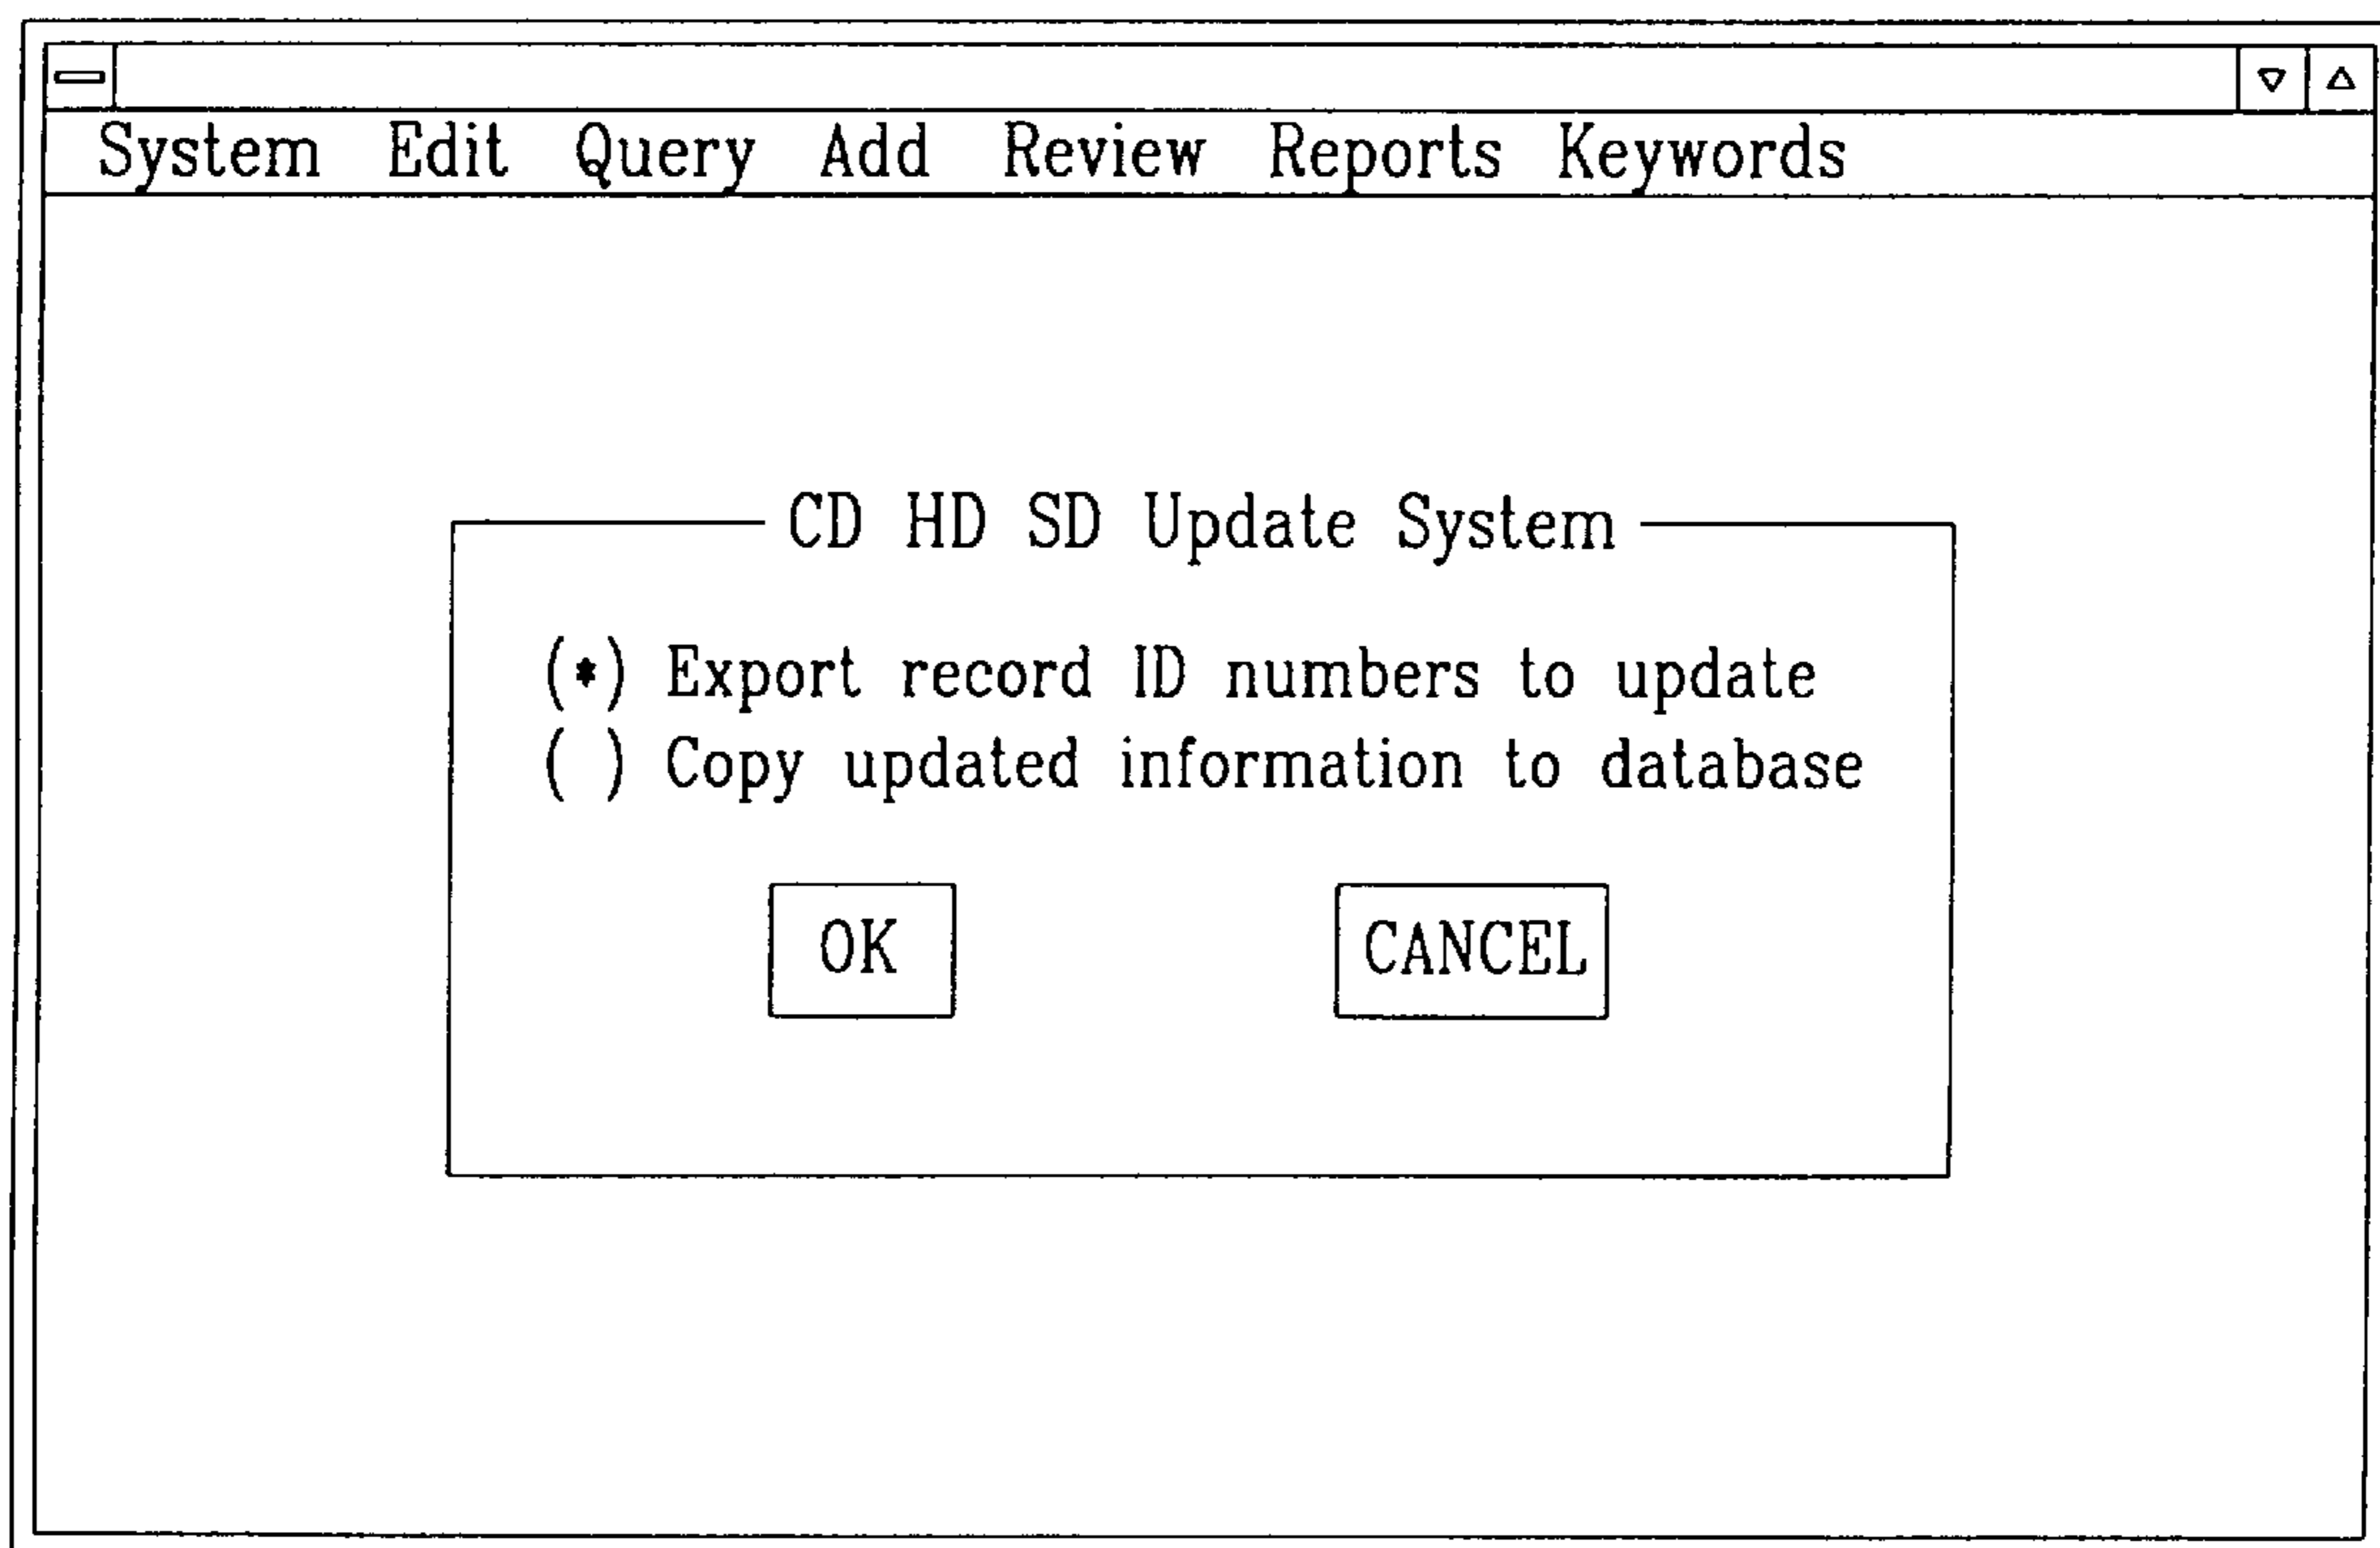 System Edit Query Add Review Reports Keywords
CD HD SD Update System
(*) Export record ID numbers to update
( ) Copy updated information to database
OK CANCEL